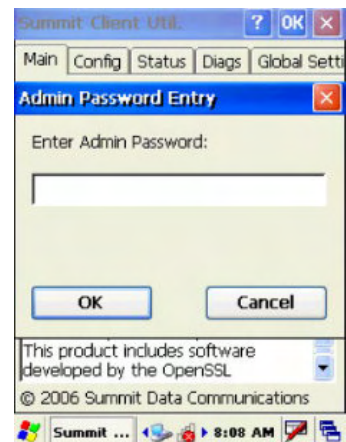 Summit Client Util. ? OK
Main Config Status Diags Global Setti
Admin Password Entry
Enter Admin Password:
OK Cancel
This product includes software
developed by the OpenSSL
© 2006 Summit Data Communications
Summit ... 8:08 AM